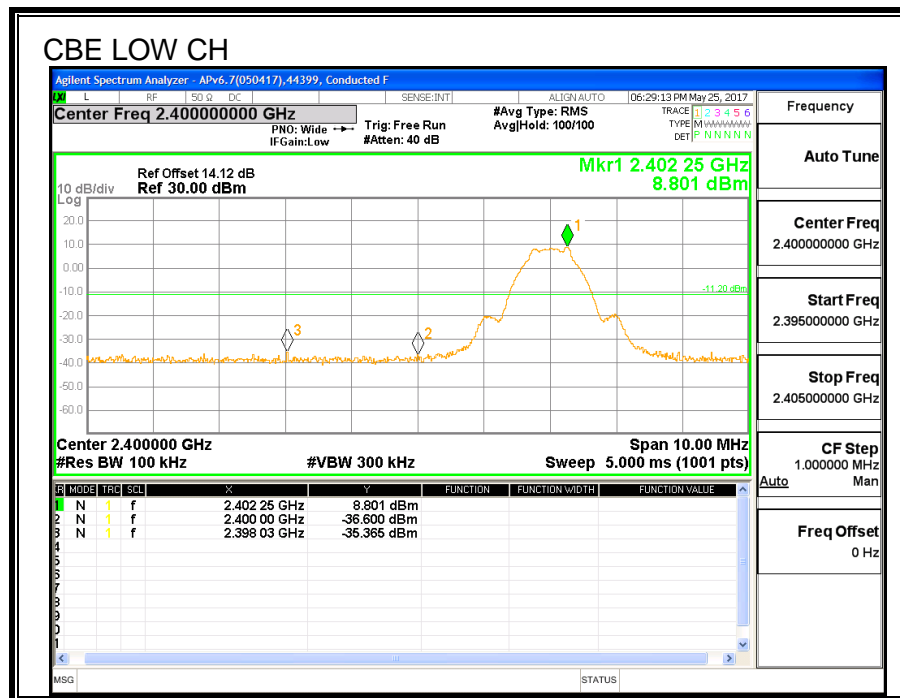 CBE LOW CH
Agilent Spectrum Analyzer - APv6.7(050417),44399, Conducted F
LXI L RF 50 Ω DC SENSE:INT ALIGN AUTO 06:29:13 PM May 25, 2017
Center Freq 2.400000000 GHz
PNO: Wide
IFGain:Low
Trig: Free Run
#Atten: 40 dB
#Avg Type: RMS
Avg|Hold: 100/100
TRACE 1 2 3 4 5 6
TYPE M
DET P N N N N N
Mkr1 2.402 25 GHz
8.801 dBm
Ref Offset 14.12 dB
10 dB/div Ref 30.00 dBm
Log
20.0
10.0
0.00
-10.0
-20.0
-30.0
-40.0
-50.0
-60.0
1
-11.20 dBm
3
2
Center 2.400000 GHz Span 10.00 MHz
#Res BW 100 kHz #VBW 300 kHz Sweep 5.000 ms (1001 pts)
MODE TRC SCL X Y FUNCTION FUNCTION WIDTH FUNCTION VALUE
1 N 1 f 2.402 25 GHz 8.801 dBm
2 N 1 f 2.400 00 GHz -36.600 dBm
3 N 1 f 2.398 03 GHz -35.365 dBm
4
5
6
7
8
9
0
1
MSG STATUS
Frequency
Auto Tune
Center Freq
2.400000000 GHz
Start Freq
2.395000000 GHz
Stop Freq
2.405000000 GHz
CF Step
1.000000 MHz
Auto Man
Freq Offset
0 Hz